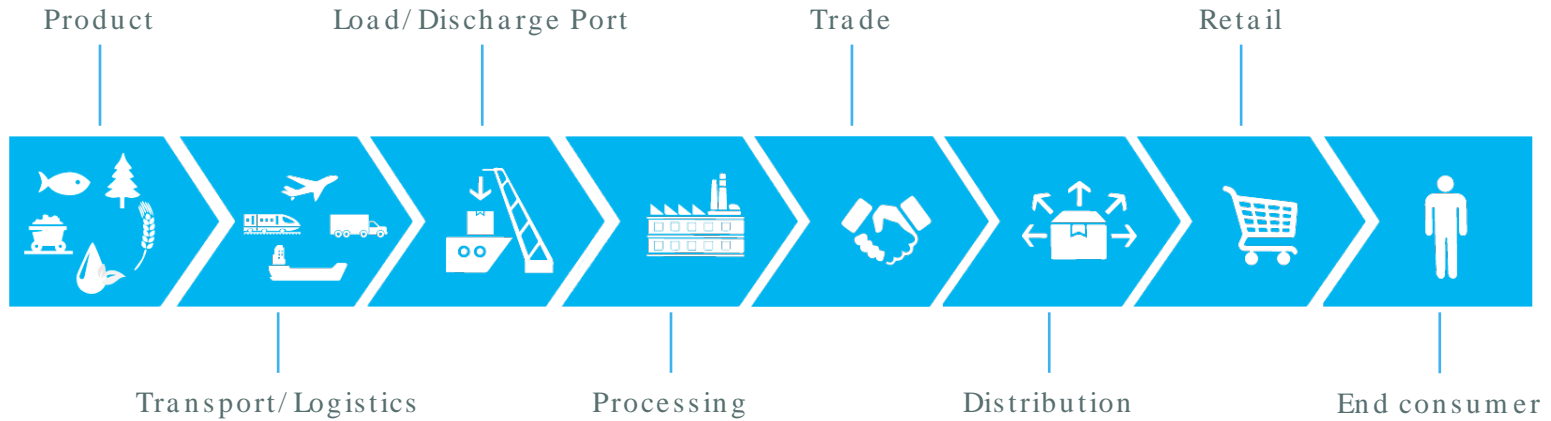 Product
Load/Discharge Port
Trade
Retail
Transport/Logistics
Processing
Distribution
End consumer